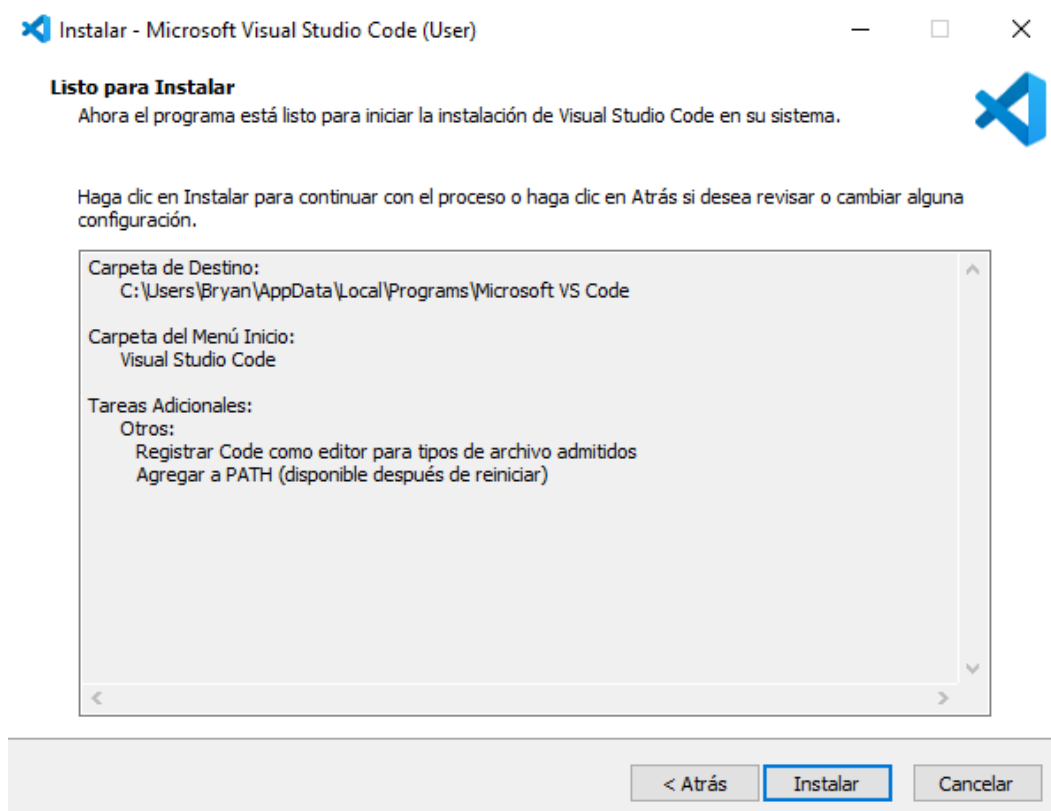 Instalar - Microsoft Visual Studio Code (User)
Listo para Instalar
Ahora el programa está listo para iniciar la instalación de Visual Studio Code en su sistema.
Haga clic en Instalar para continuar con el proceso o haga clic en Atrás si desea revisar o cambiar alguna
configuración.
Carpeta de Destino:
C:\Users\Bryan\AppData\Local\Programs\Microsoft VS Code
Carpeta del Menú Inicio:
Visual Studio Code
Tareas Adicionales:
Otros:
Registrar Code como editor para tipos de archivo admitidos
Agregar a PATH (disponible después de reiniciar)
< Atrás
Instalar
Cancelar